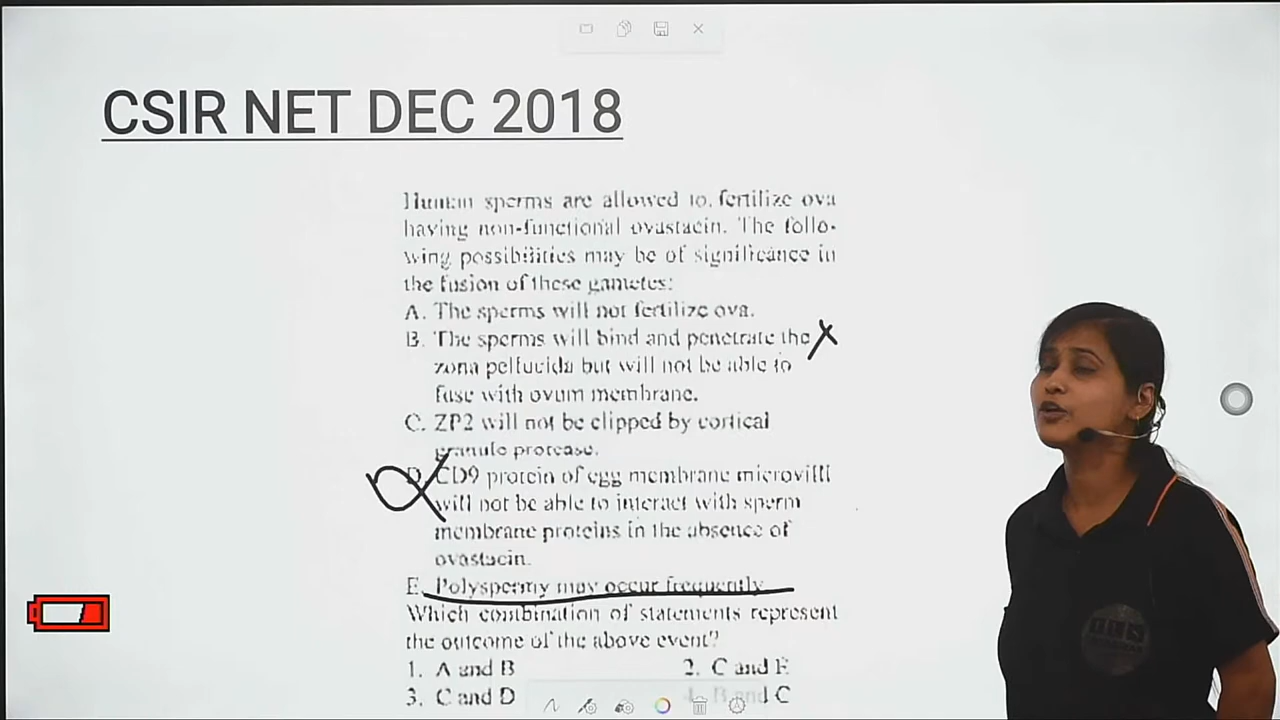 CSIR NET DEC 2018
Human sperms are allowed to fertilize ova
having non-functional ovastacin. The follo-
wing possibilities may be of significance in
the fusion of these gametes:
A. The sperms will not fertilize ova.
B. The sperms will bind and penetrate the
zona pellucida but will not be able to
fuse with ovum membrane.
C. ZP2 will not be clipped by cortical
granule protease.
D. CD9 protein of egg membrane microvilli
will not be able to interact with sperm
membrane proteins in the absence of
ovastacin.
E. Polyspermy may occur frequently
Which combination of statements represent
the outcome of the above event?
1. A and B 2. C and E
3. C and D 4. B and C